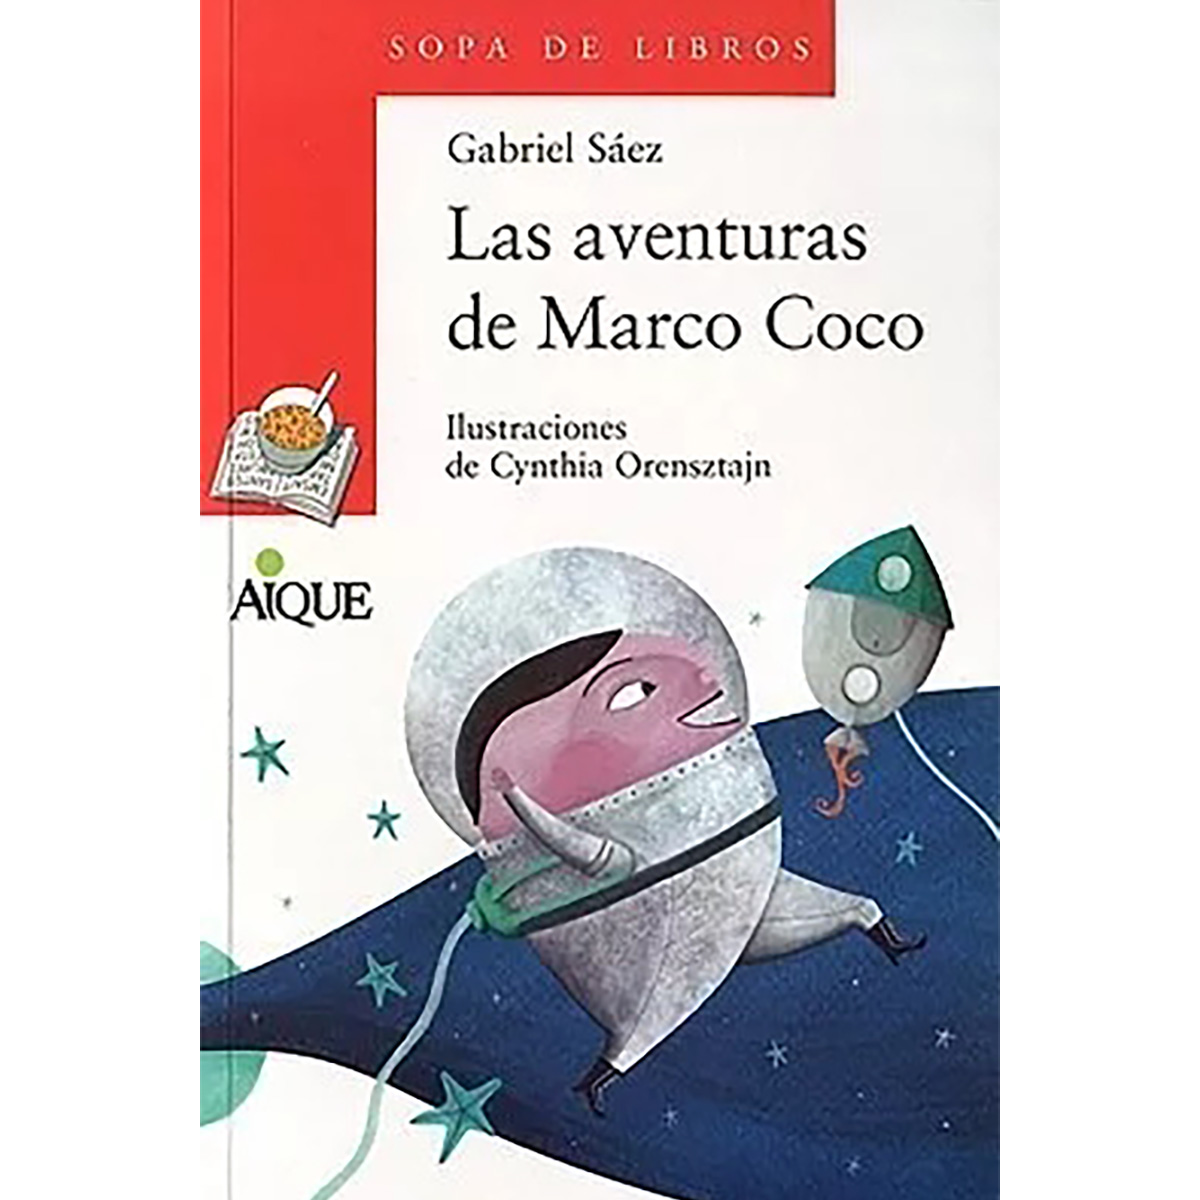 SOPA DE LIBROS
Gabriel Sáez
Las aventuras
de Marco Coco
Ilustraciones
de Cynthia Orensztajn
AIQUE